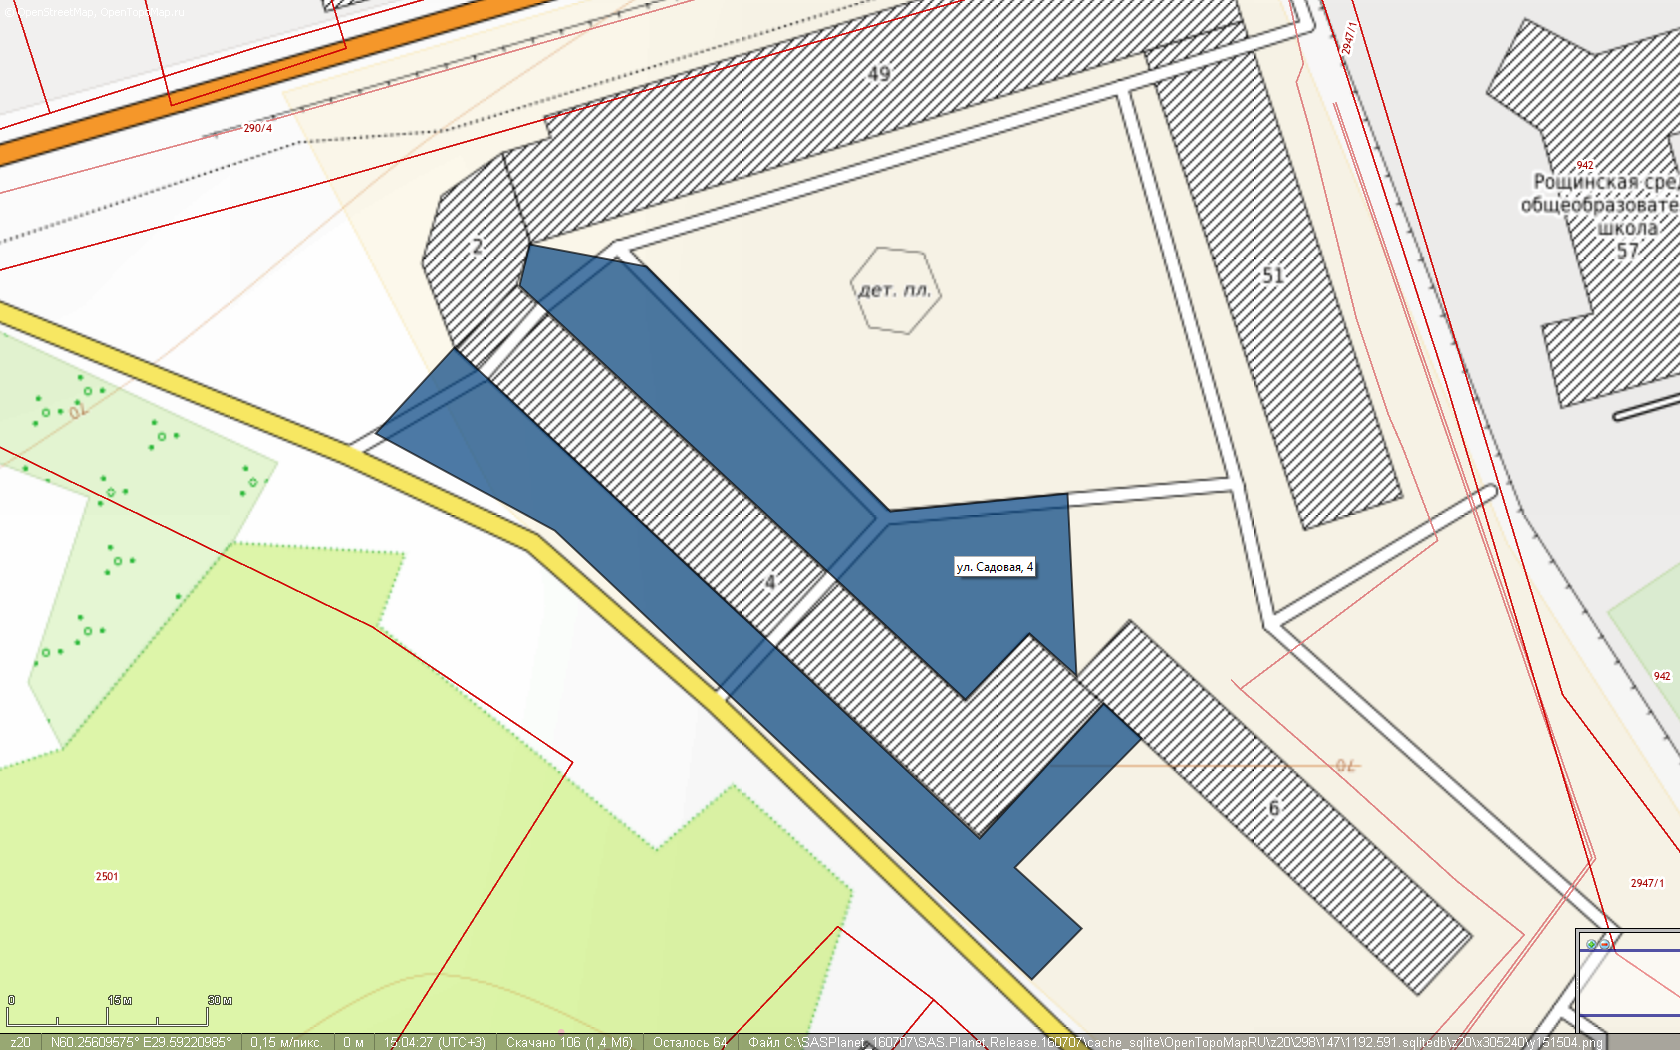 © OpenStreetMap, OpenTopoMap.ru
2947/1
49
290/4
942
Рощинская сре
общеобразовате
школа
57
2
51
дет. пл.
70
ул. Садовая, 4
4
942
70
6
2501
2947/1
0 15 м 30 м
z20 N60.25609575° E29.59220985° 0,15 м/пикс. 0 м 15:04:27 (UTC+3) Скачано 106 (1,4 Мб) Осталось 64 Файл C:\SASPlanet_160707\SAS.Planet.Release.160707\cache_sqlite\OpenTopoMapRU\z20\298\147\1192.591.sqlitedb\z20\x305240\y151504.png